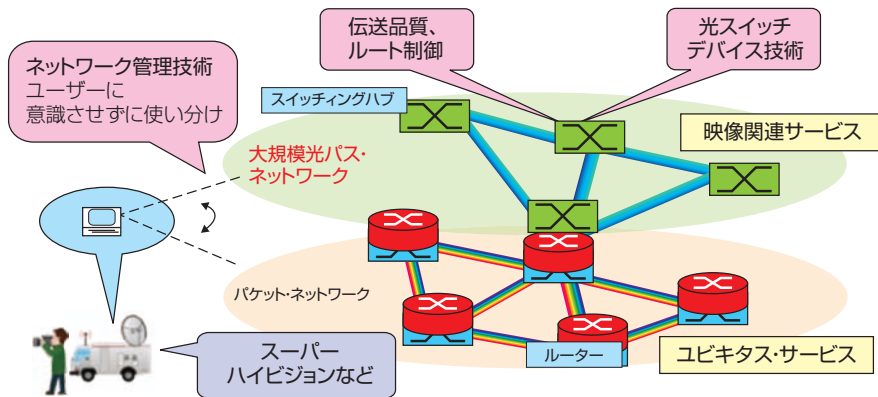 伝送品質、
ルート制御
光スイッチ
デバイス技術
ネットワーク管理技術
ユーザーに
意識させずに使い分け
スイッチングハブ
映像関連サービス
大規模光パス・
ネットワーク
パケット・ネットワーク
スーパー
ハイビジョンなど
ルーター
ユビキタス・サービス